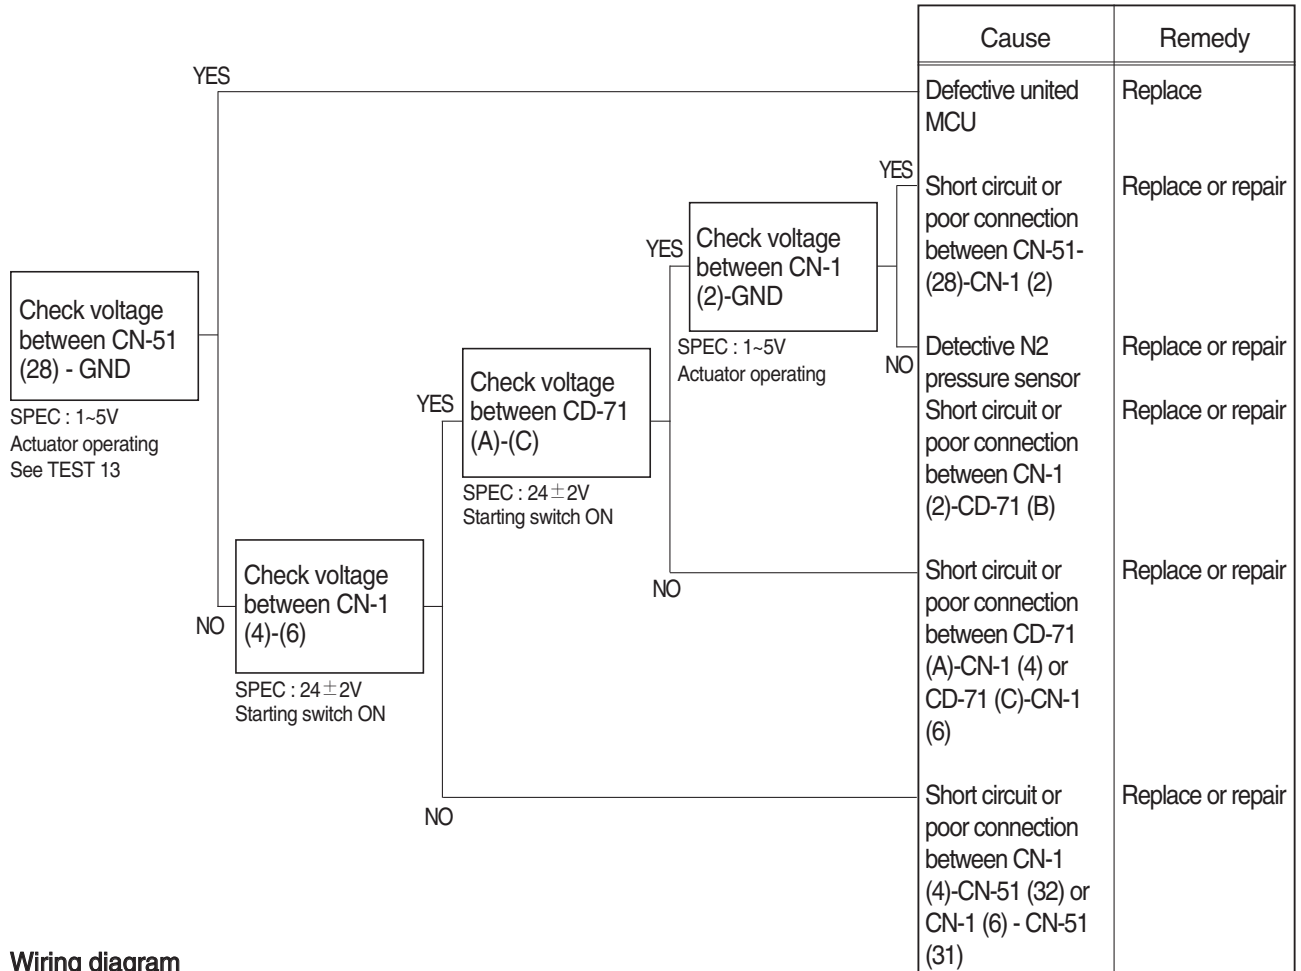 Cause
Remedy
YES
Defective united
MCU
Replace
YES
Short circuit or
poor connection
between CN-51-
(28)-CN-1 (2)
Replace or repair
YES
Check voltage
between CN-1
(2)-GND
SPEC : 1~5V
Actuator operating
NO
Detective N2
pressure sensor
Replace or repair
Short circuit or
poor connection
between CN-1
(2)-CD-71 (B)
Replace or repair
Check voltage
between CN-51
(28) - GND
SPEC : 1~5V
Actuator operating
See TEST 13
YES
Check voltage
between CD-71
(A)-(C)
SPEC : 24±2V
Starting switch ON
NO
Short circuit or
poor connection
between CD-71
(A)-CN-1 (4) or
CD-71 (C)-CN-1
(6)
Replace or repair
NO
Check voltage
between CN-1
(4)-(6)
SPEC : 24±2V
Starting switch ON
NO
Short circuit or
poor connection
between CN-1
(4)-CN-51 (32) or
CN-1 (6) - CN-51
(31)
Replace or repair
Wiring diagram